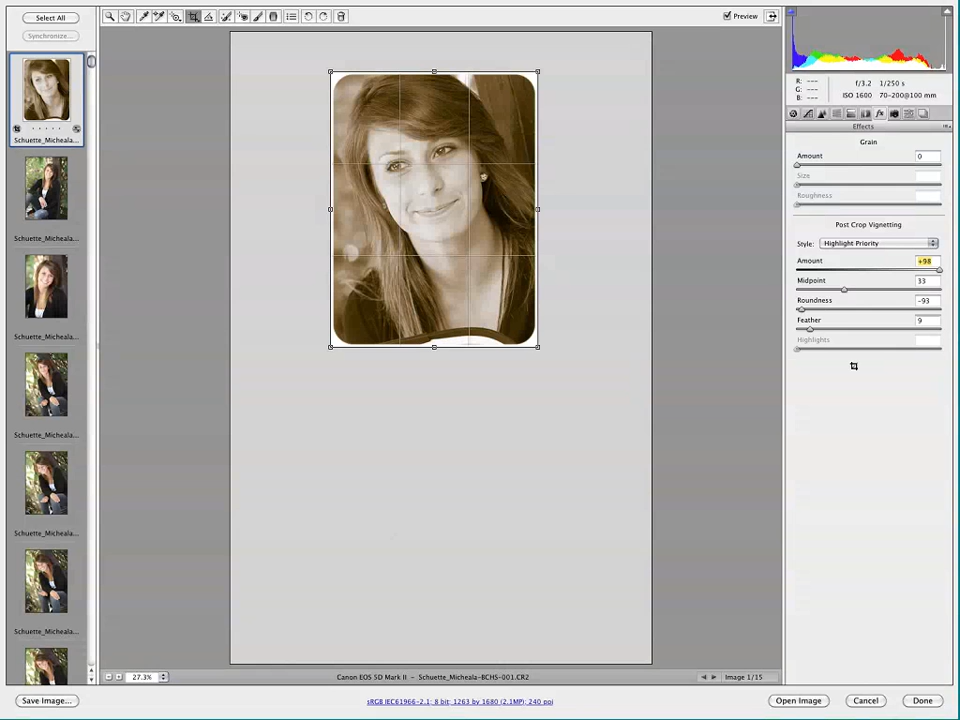 Select All
Preview
Synchronize...
R: ---
G: ---
B: ---
f/3.2 1/250 s
ISO 1600 70-200@100 mm
Effects
Grain
Amount 0
Size
Roughness
Post Crop Vignetting
Style: Highlight Priority
Amount +98
Midpoint 33
Roundness -93
Feather 9
Highlights
Schuette_Micheala...
Schuette_Micheala...
Schuette_Micheala...
Schuette_Micheala...
Schuette_Micheala...
Schuette_Micheala...
27.3%
Canon EOS 5D Mark II - Schuette_Micheala-BCHS-001.CR2
Image 1/15
Save Image...
sRGB IEC61966-2.1; 8 bit; 1263 by 1680 (2.1MP); 240 ppi
Open Image
Cancel
Done